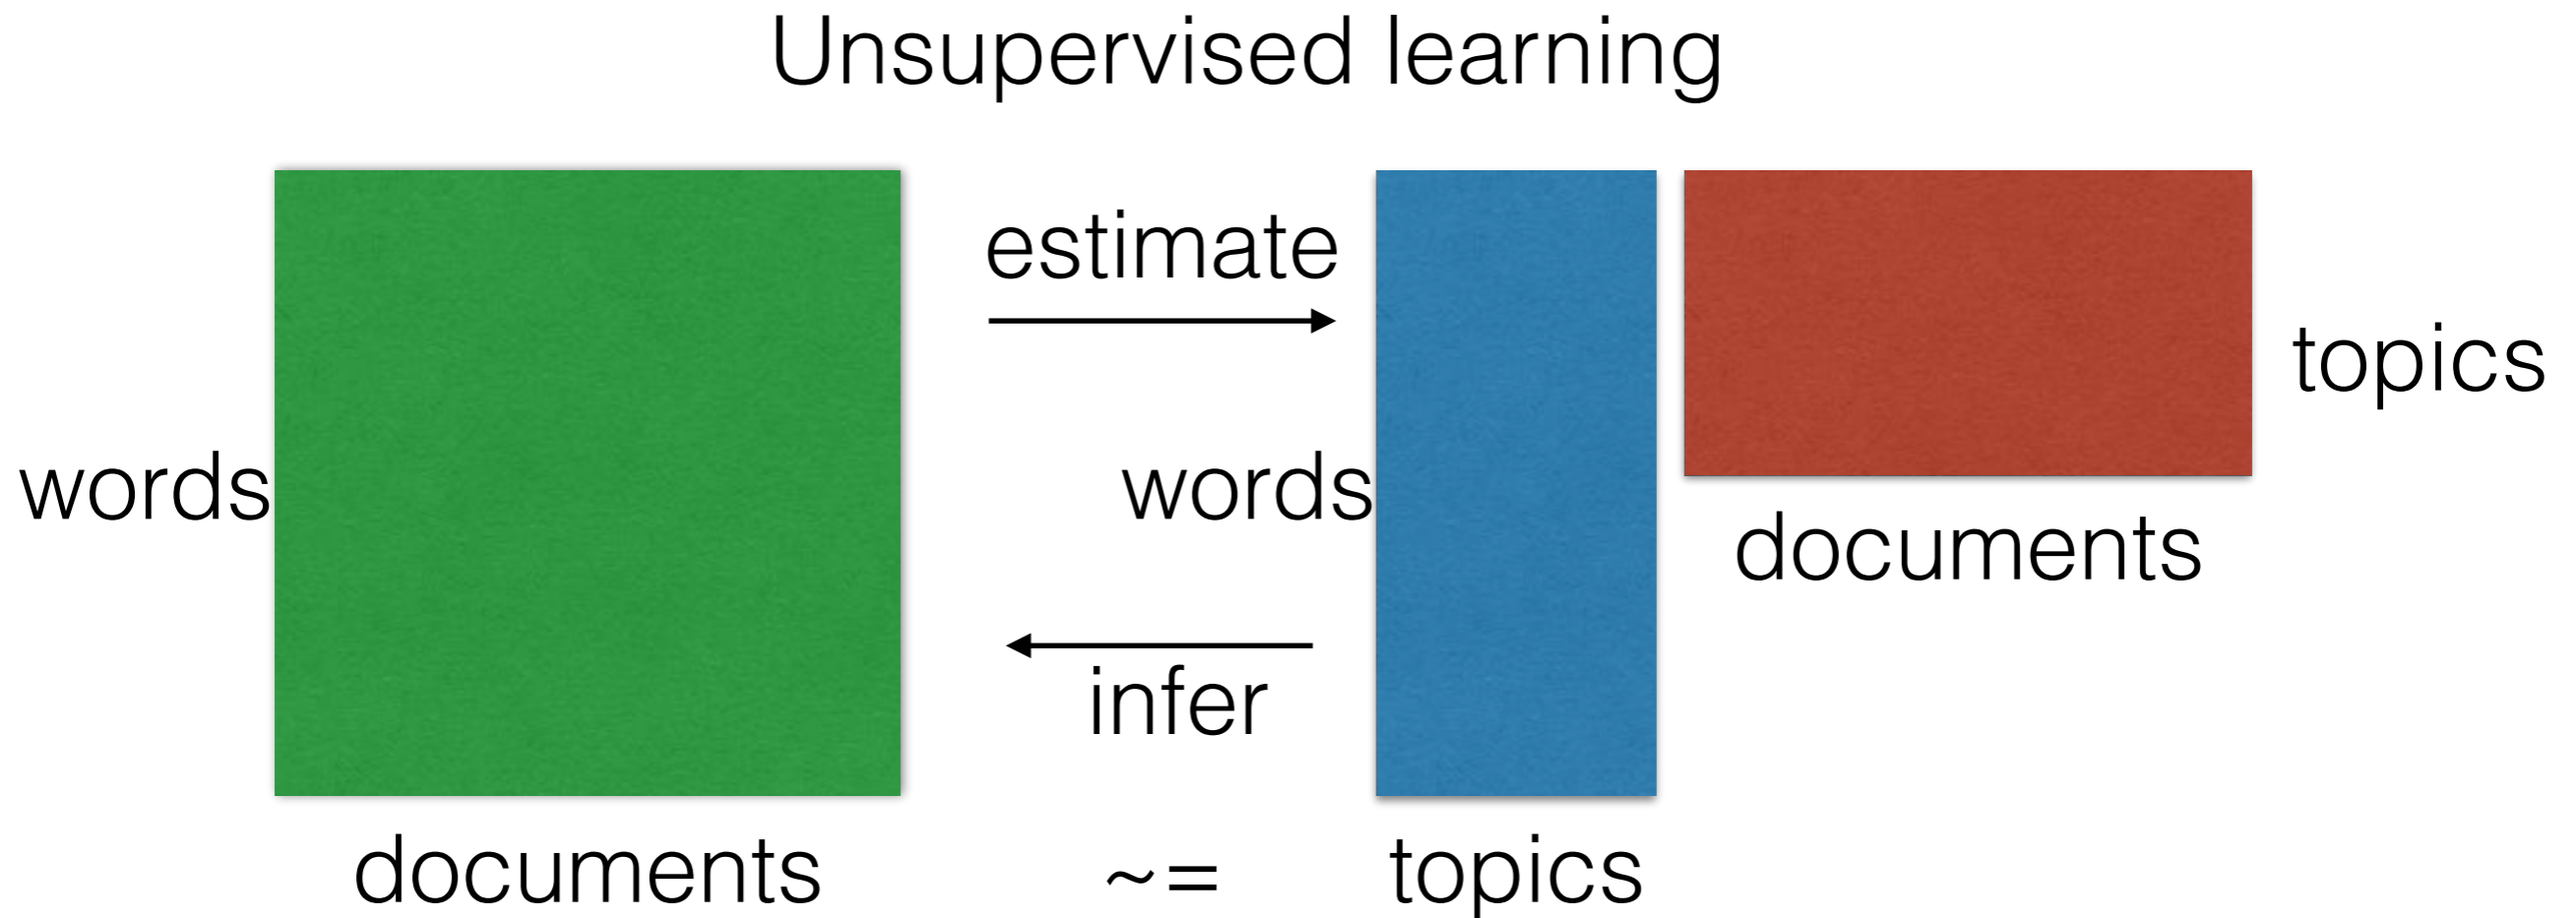 Unsupervised learning
estimate
topics
words
words
documents
infer
documents
~=
topics